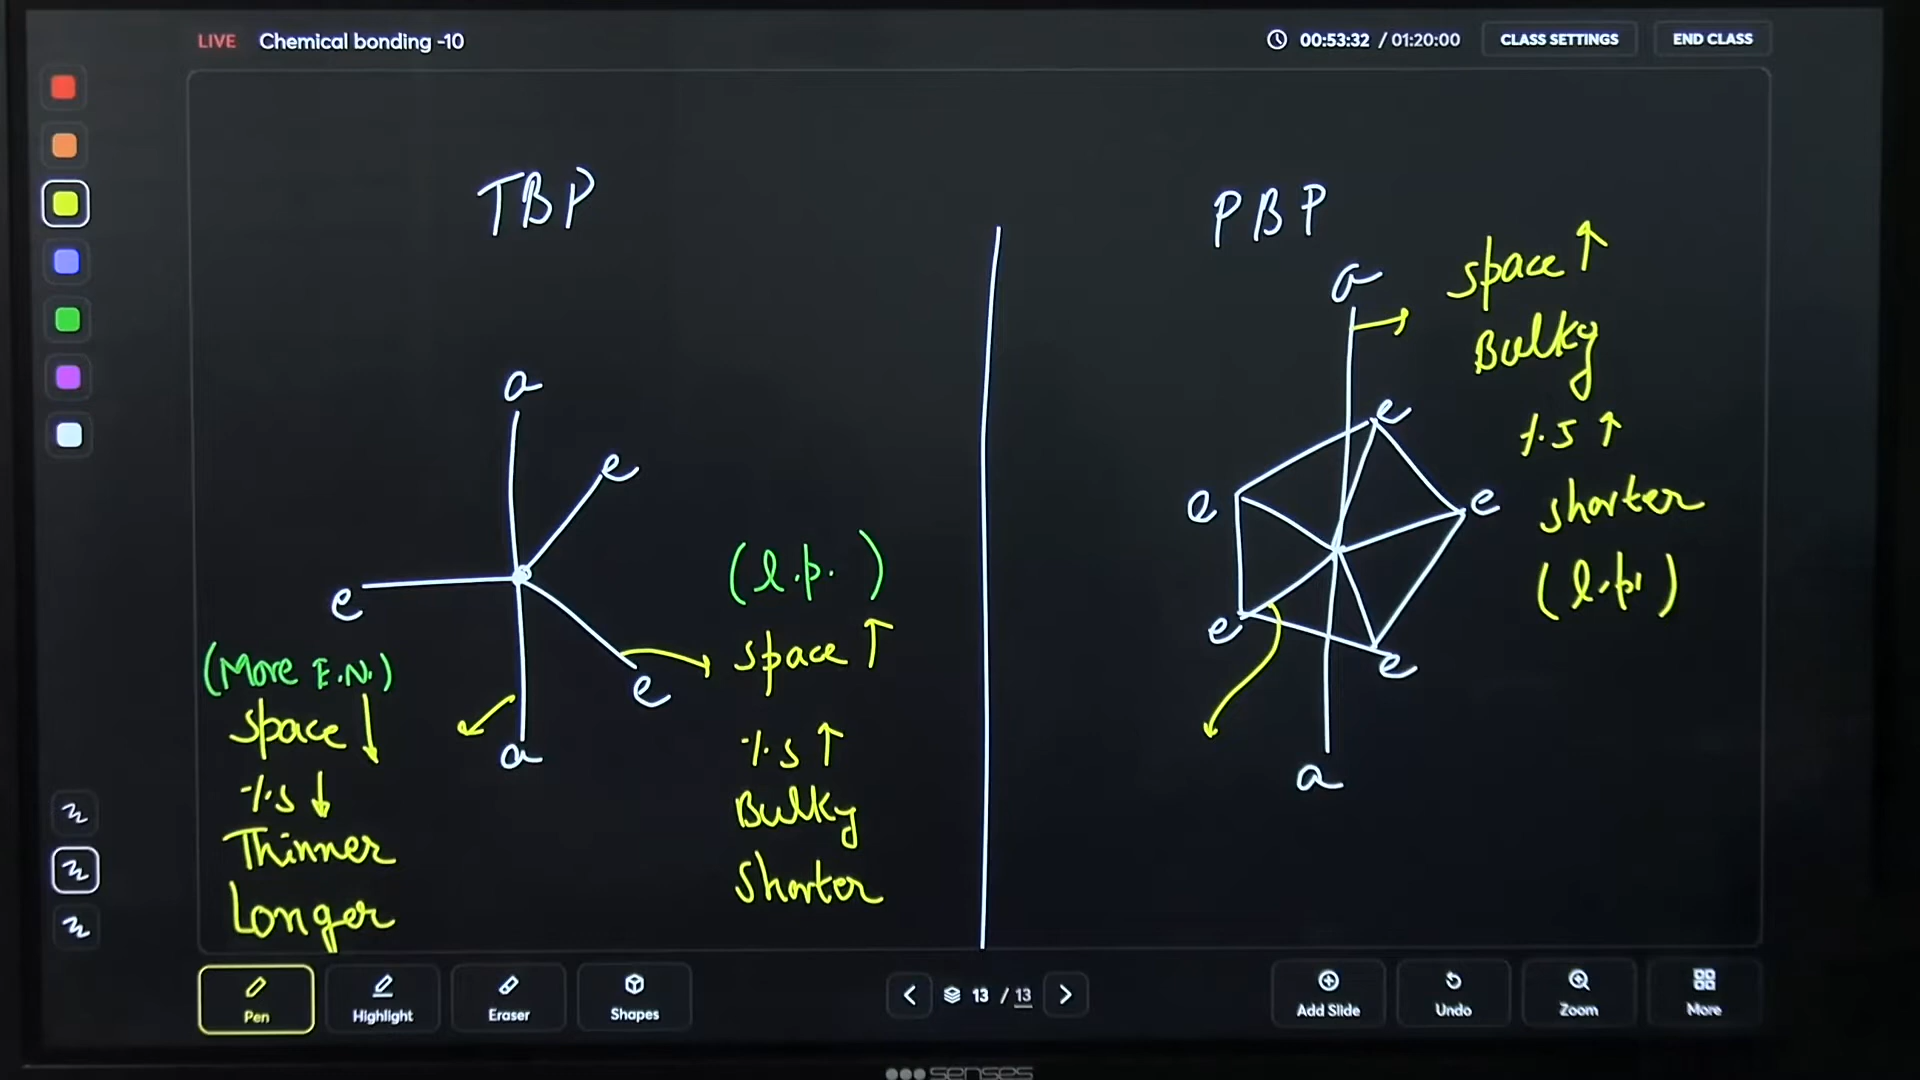 LIVE Chemical bonding -10
00:53:32 / 01:20:00
CLASS SETTINGS
END CLASS
TBP
a
e
e
e
a
(l.p.)
space ↑
%s ↑
Bulky
Shorter
(More E.N.)
space ↓
%s ↓
Thinner
Longer
PBP
a
e
e
e
e
e
a
space ↑
Bulky
%s ↑
shorter
(l.p.)
Pen
Highlight
Eraser
Shapes
13 / 13
Add Slide
Undo
Zoom
More
senses